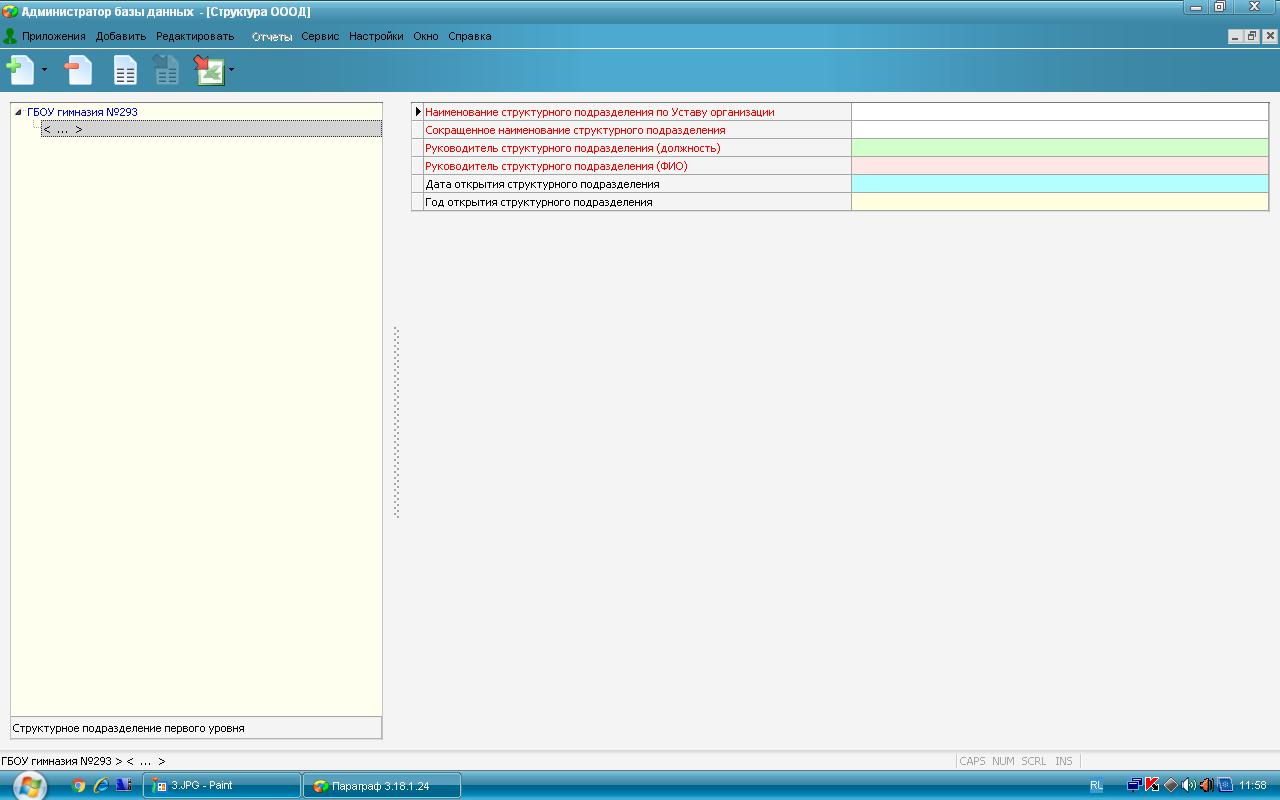 Администратор базы данных - [Структура ОООД]
Приложения Добавить Редактировать Отчеты Сервис Настройки Окно Справка
ГБОУ гимназия №293
< ... >
Наименование структурного подразделения по Уставу организации
Сокращенное наименование структурного подразделения
Руководитель структурного подразделения (должность)
Руководитель структурного подразделения (ФИО)
Дата открытия структурного подразделения
Год открытия структурного подразделения
Структурное подразделение первого уровня
ГБОУ гимназия №293 > < ... >
CAPS NUM SCRL INS
3.JPG - Paint
Параграф 3.18.1.24
RL
11:58